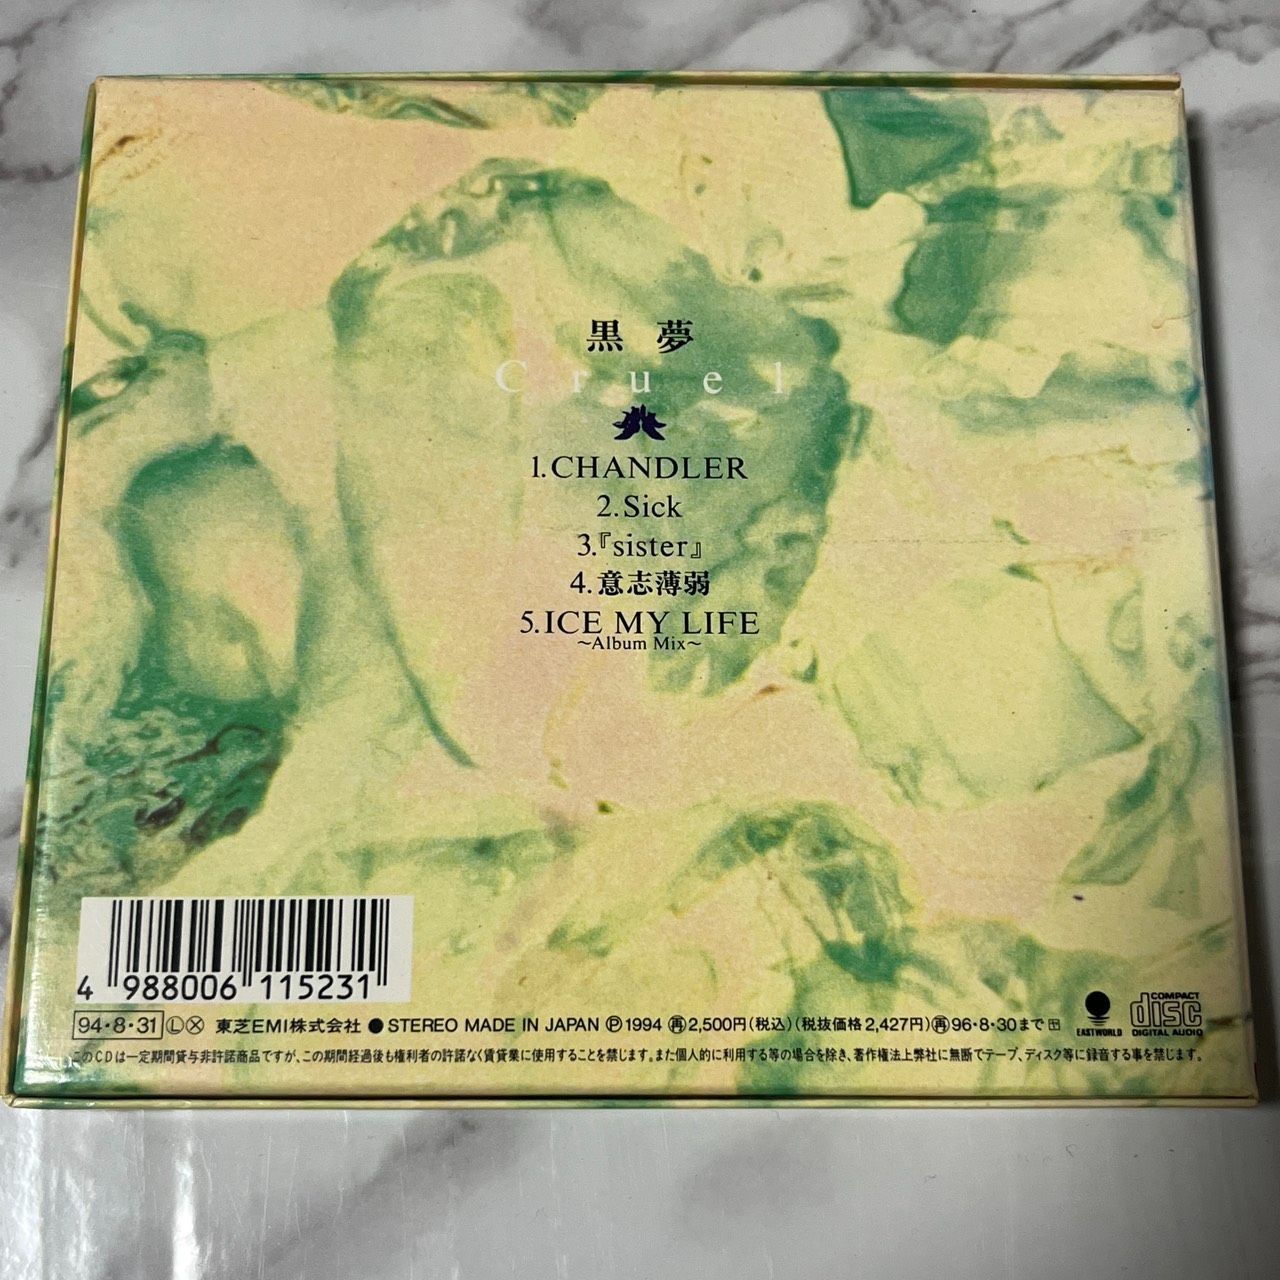 黒夢
Cruel
1.CHANDLER
2.Sick
3.『sister』
4.意志薄弱
5.ICE MY LIFE
～Album Mix～
4 988006 115231
94・8・31 Ⓛ Ⓧ 東芝EMI株式会社 ●STEREO MADE IN JAPAN Ⓟ1994 ㊢2,500円(税込)(税抜価格2,427円)㊢96・8・30まで
EASTWORLD
COMPACT
disc
DIGITAL AUDIO
このCDは一定期間貸与非許諾商品ですが、この期間経過後も権利者の許諾なく賃貸業に使用することを禁じます。また個人的に利用する等の場合を除き、著作権法上弊社に無断でテープ、ディスク等に録音する事を禁じます。